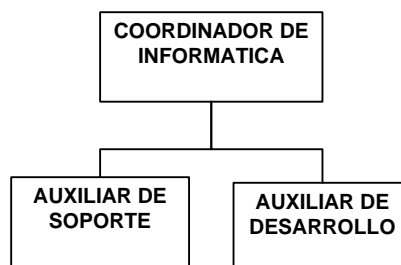 COORDINADOR DE
INFORMATICA
AUXILIAR DE
SOPORTE
AUXILIAR DE
DESARROLLO